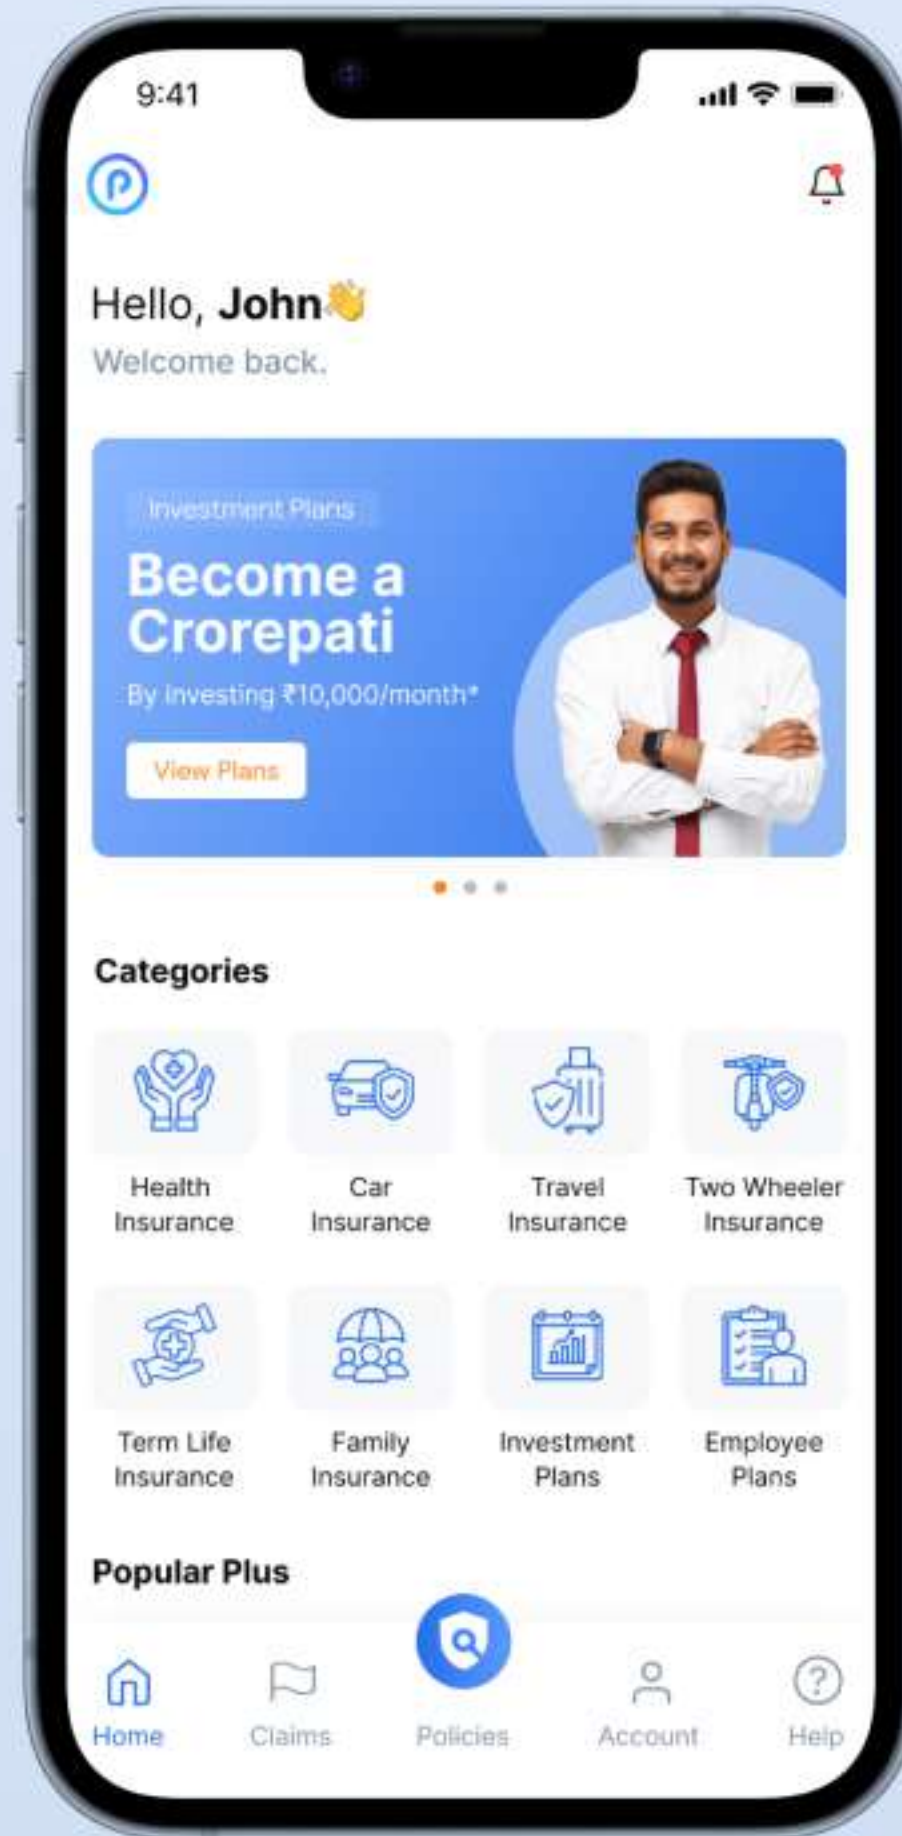 9:41
Hello, John👋
Welcome back.
Investment Plans
Become a
Crorepati
By Investing ₹10,000/month*
View Plans
Categories
Health
Insurance
Car
Insurance
Travel
Insurance
Two Wheeler
Insurance
Term Life
Insurance
Family
Insurance
Investment
Plans
Employee
Plans
Popular Plus
Home
Claims
Policies
Account
Help